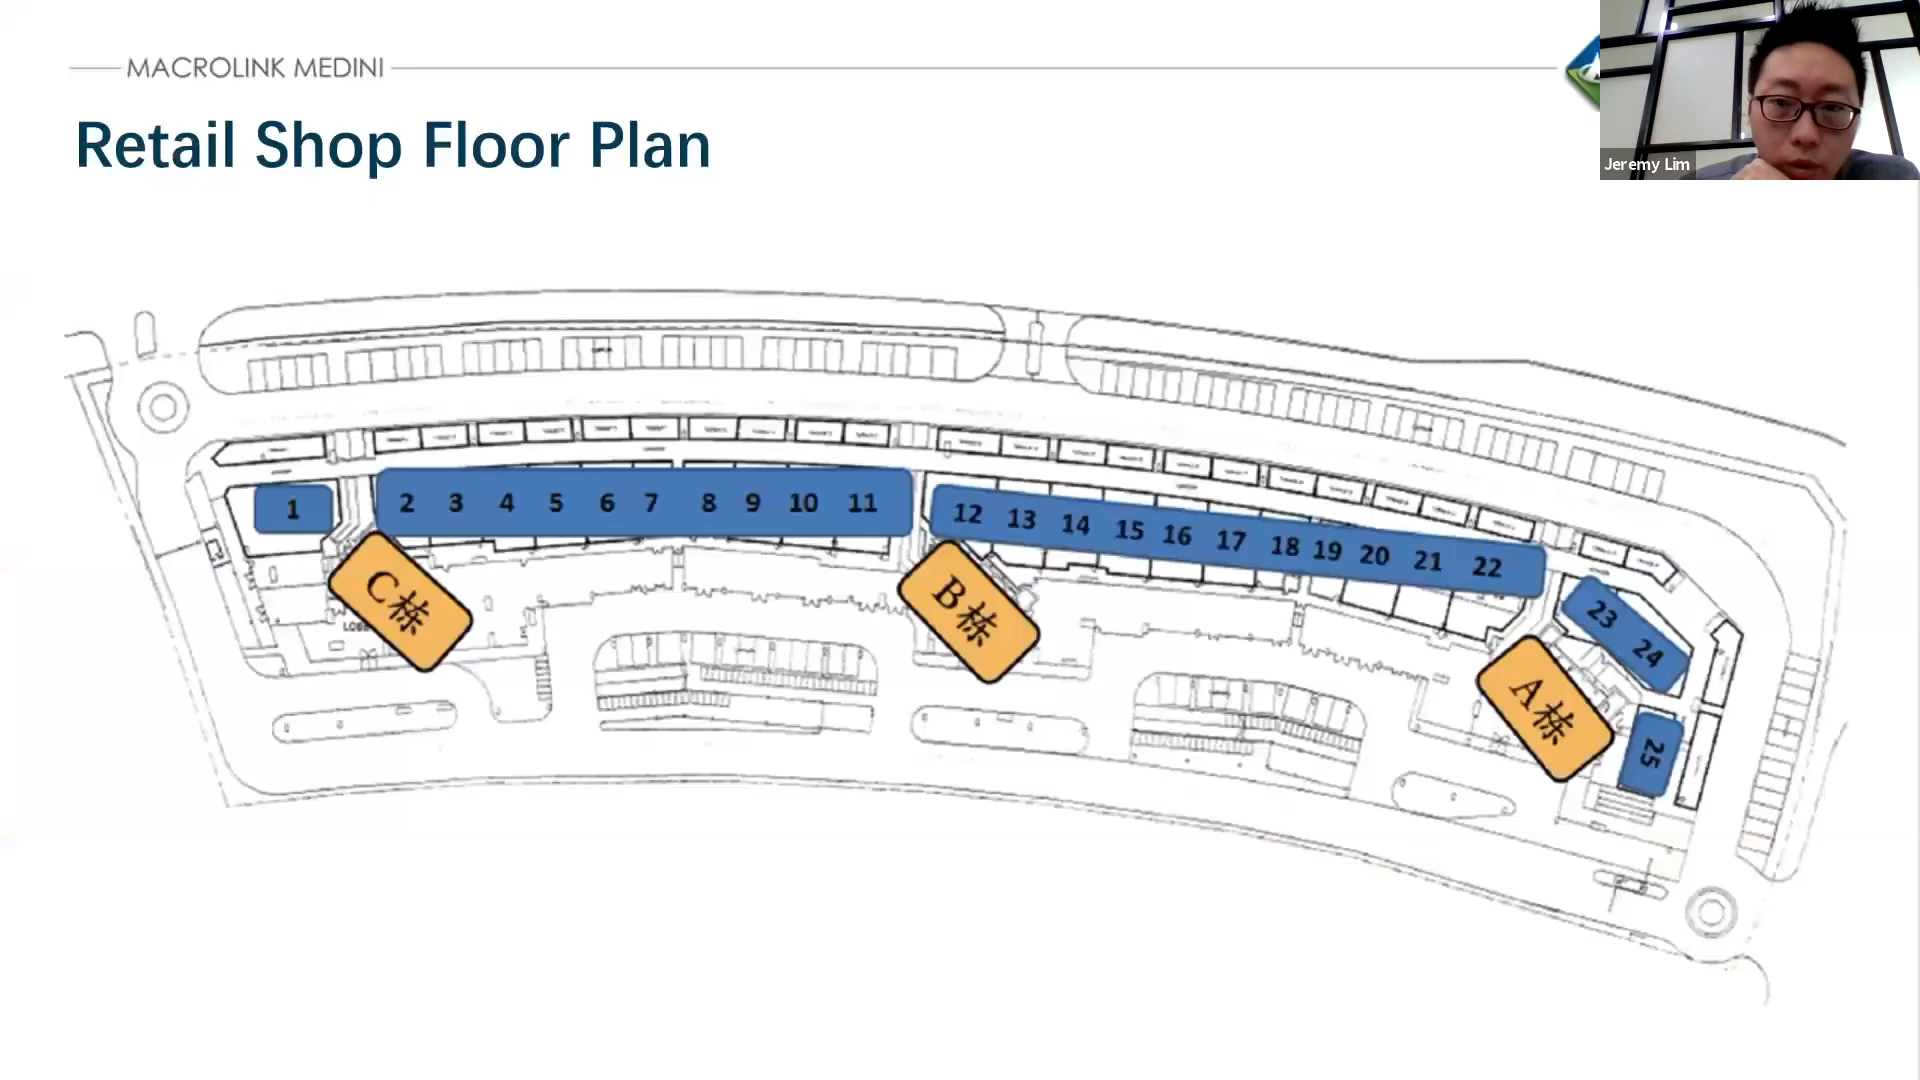 MACROLINK MEDINI
Retail Shop Floor Plan
Jeremy Lim
1
2 3 4 5 6 7 8 9 10 11
12 13 14 15 16 17 18 19 20 21 22
23 24
25
C栋
B栋
A栋